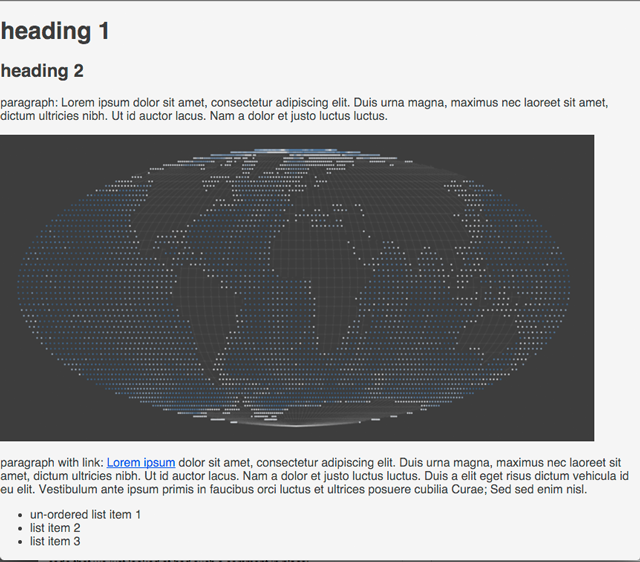 heading 1
heading 2
paragraph: Lorem ipsum dolor sit amet, consectetur adipiscing elit. Duis urna magna, maximus nec laoreet sit amet,
dictum ultricies nibh. Ut id auctor lacus. Nam a dolor et justo luctus luctus.
paragraph with link: Lorem ipsum dolor sit amet, consectetur adipiscing elit. Duis urna magna, maximus nec laoreet sit
amet, dictum ultricies nibh. Ut id auctor lacus. Nam a dolor et justo luctus luctus. Duis a elit eget risus dictum vehicula id
eu elit. Vestibulum ante ipsum primis in faucibus orci luctus et ultrices posuere cubilia Curae; Sed sed enim nisl.
• un-ordered list item 1
• list item 2
• list item 3